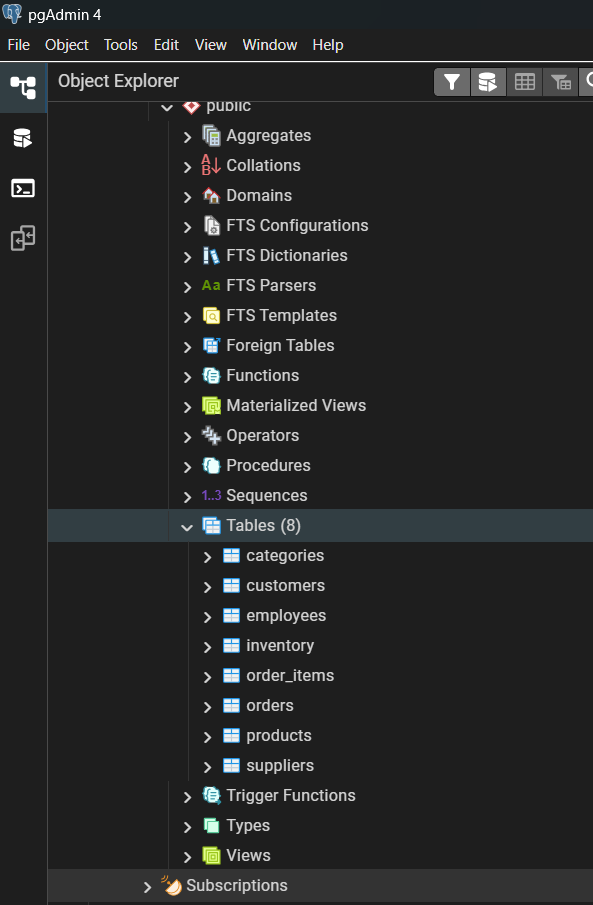 pgAdmin 4
File Object Tools Edit View Window Help
Object Explorer
public
Aggregates
AB Collations
Domains
FTS Configurations
FTS Dictionaries
Aa FTS Parsers
FTS Templates
Foreign Tables
Functions
Materialized Views
Operators
Procedures
1..3 Sequences
Tables (8)
categories
customers
employees
inventory
order_items
orders
products
suppliers
Trigger Functions
Types
Views
Subscriptions